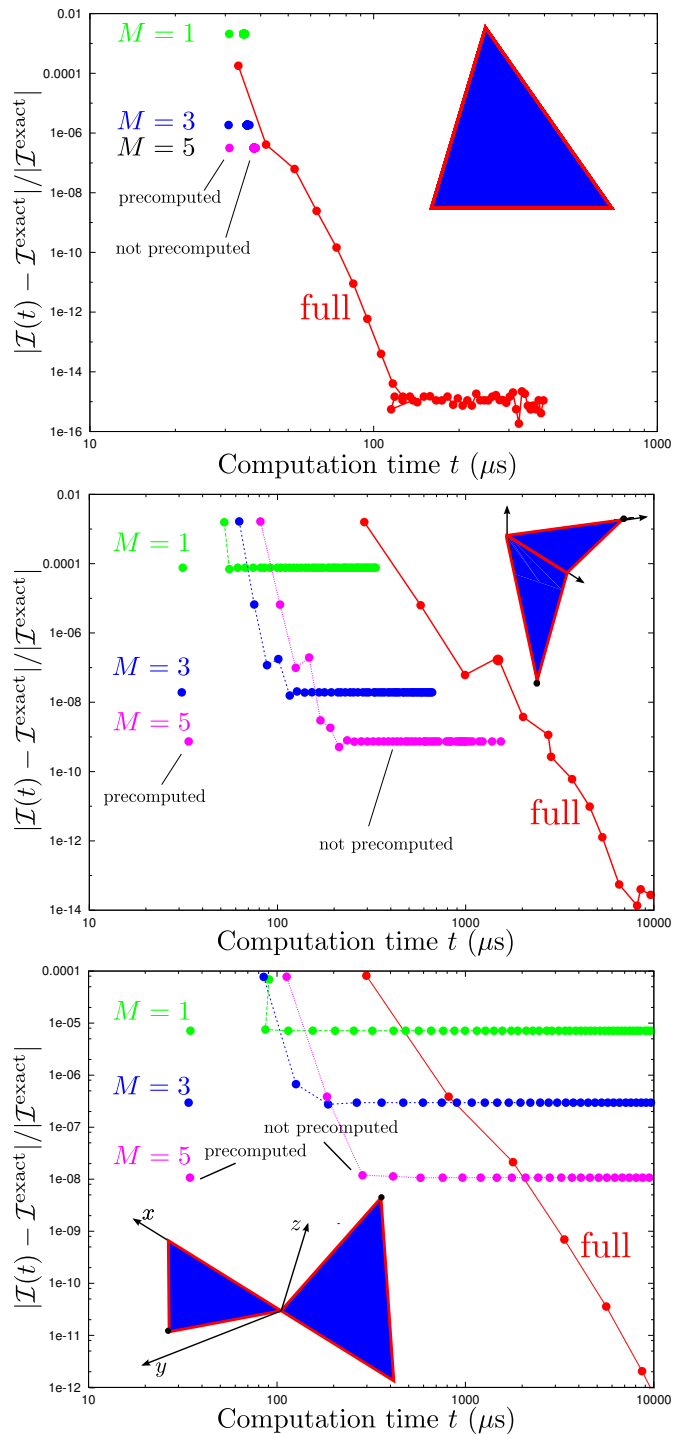 0.01
M = 1
0.0001
M = 3
1e-06
M = 5
1e-08
precomputed
not precomputed
1e-10
full
1e-12
1e-14
1e-16
10
100
1000
|I(t) − I^exact|/|I^exact|
Computation time t (μs)
0.01
M = 1
0.0001
1e-06
M = 3
1e-08
M = 5
1e-10
precomputed
full
not precomputed
1e-12
1e-14
10
100
1000
10000
|I(t) − I^exact|/|I^exact|
Computation time t (μs)
0.0001
M = 1
1e-05
1e-06
M = 3
1e-07
not precomputed
M = 5
precomputed
1e-08
x
z
1e-09
full
1e-10
1e-11
y
1e-12
10
100
1000
10000
|I(t) − I^exact|/|I^exact|
Computation time t (μs)